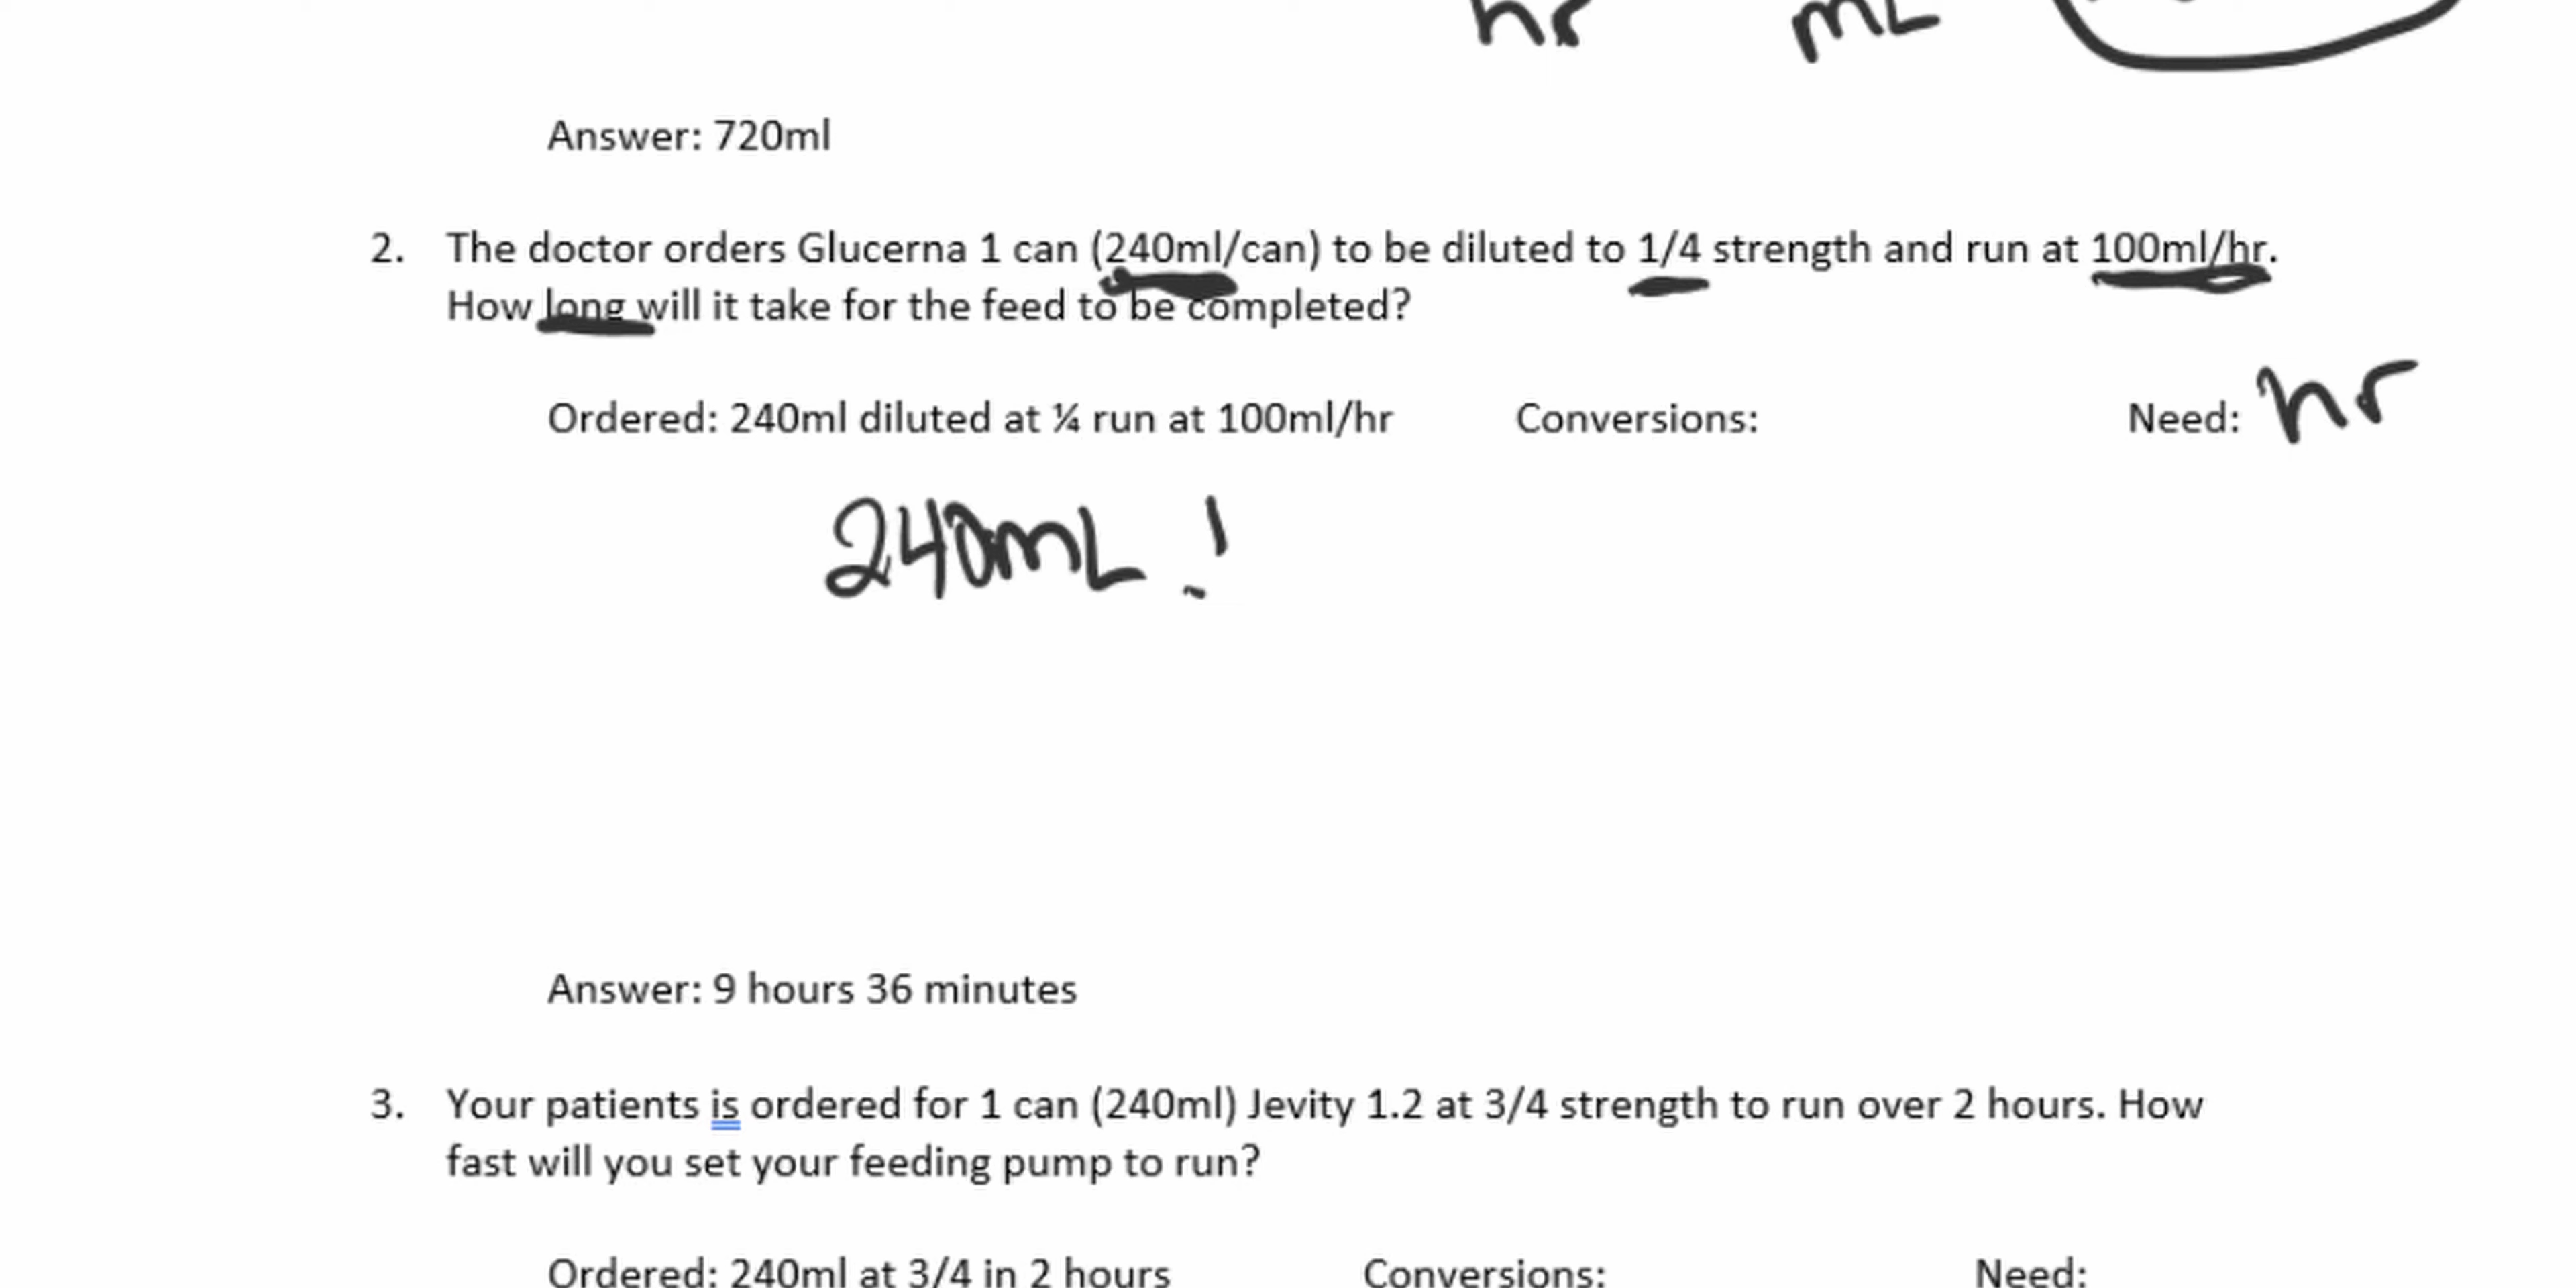 hr mL
Answer: 720ml
2. The doctor orders Glucerna 1 can (240ml/can) to be diluted to 1/4 strength and run at 100ml/hr.
How long will it take for the feed to be completed?
Ordered: 240ml diluted at ¼ run at 100ml/hr Conversions: Need: hr
240mL
Answer: 9 hours 36 minutes
3. Your patients is ordered for 1 can (240ml) Jevity 1.2 at 3/4 strength to run over 2 hours. How
fast will you set your feeding pump to run?
Ordered: 240ml at 3/4 in 2 hours Conversions: Need: